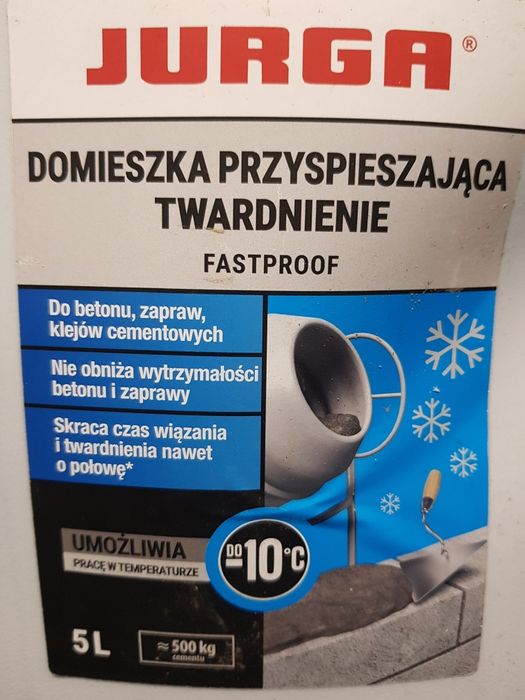 JURGA®
DOMIESZKA PRZYSPIESZAJĄCA
TWARDNIENIE
FASTPROOF
Do betonu, zapraw,
klejów cementowych
Nie obniża wytrzymałości
betonu i zaprawy
Skraca czas wiązania
i twardnienia nawet
o połowę*
UMOŻLIWIA
PRACĘ W TEMPERATURZE
DO
-10°C
5 L
≈ 500 kg
cementu